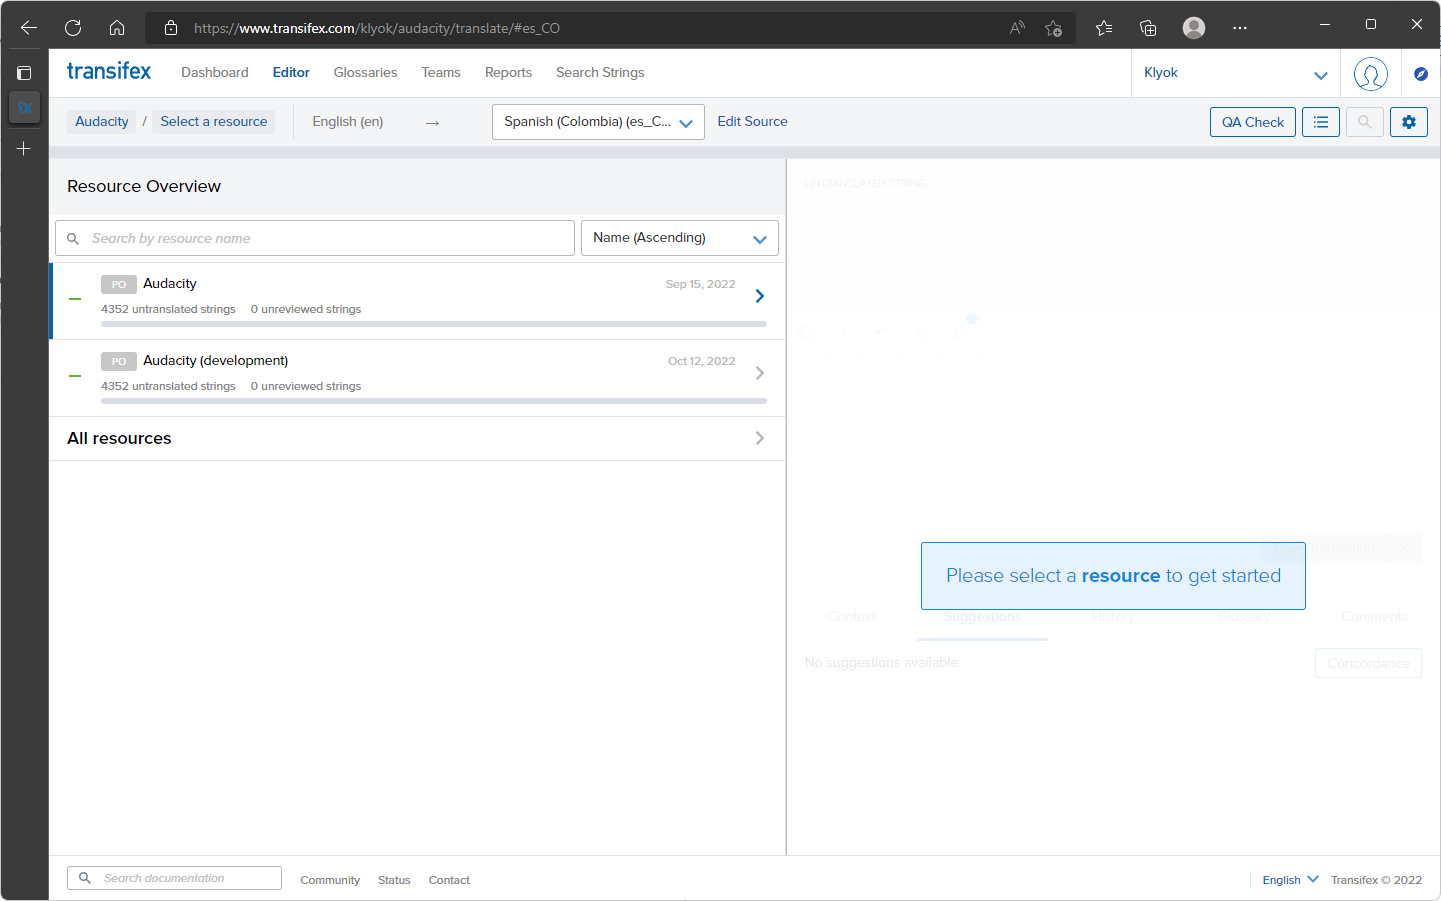 https://www.transifex.com/klyok/audacity/translate/#es_CO
tx
transifex Dashboard Editor Glossaries Teams Reports Search Strings Klyok
Audacity / Select a resource English (en) → Spanish (Colombia) (es_C... Edit Source QA Check
Resource Overview
UNTRANSLATED STRING
Search by resource name Name (Ascending)
PO Audacity Sep 15, 2022
4352 untranslated strings 0 unreviewed strings
PO Audacity (development) Oct 12, 2022
4352 untranslated strings 0 unreviewed strings
All resources
Please select a resource to get started
Context Suggestions History Glossary Comments
No suggestions available Concordance
Search documentation Community Status Contact English Transifex © 2022